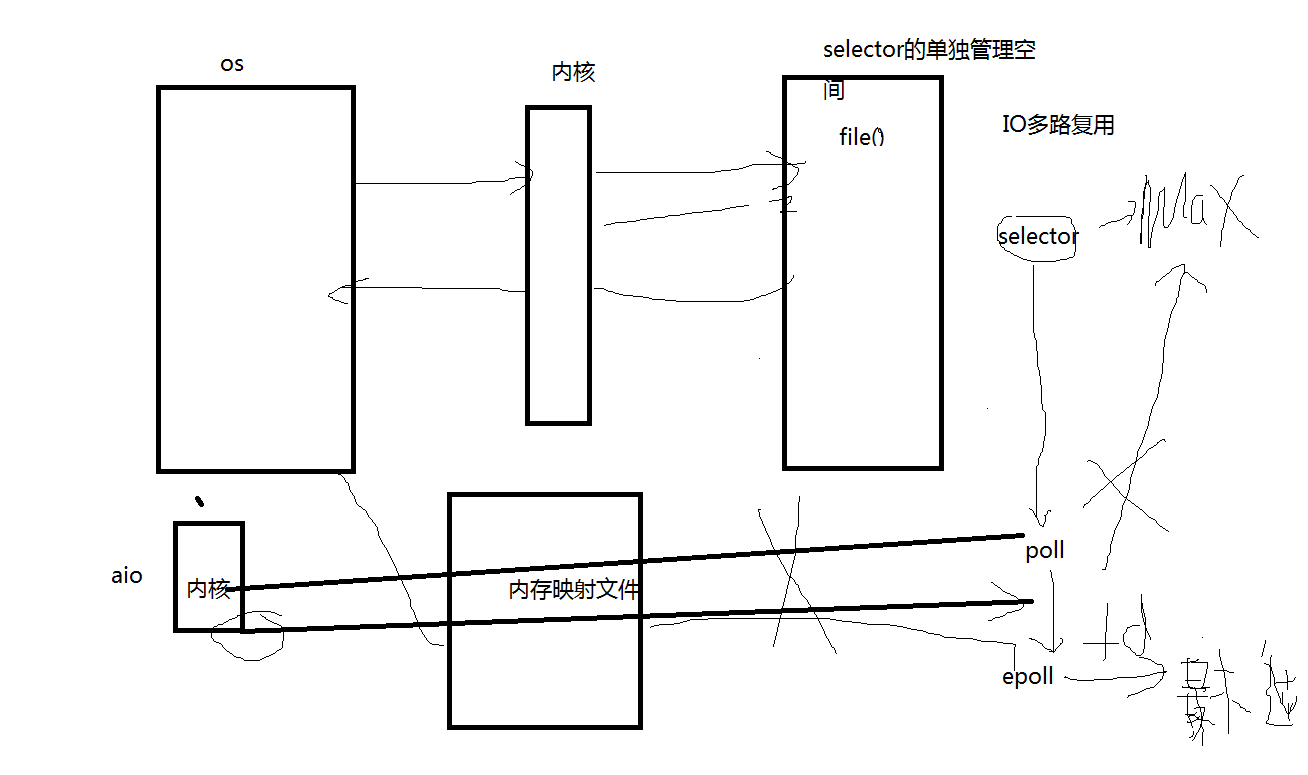 os
内核
selector的单独管理空
间
file()
IO多路复用
selector
poll
aio
内核
内存映射文件
fd
epoll